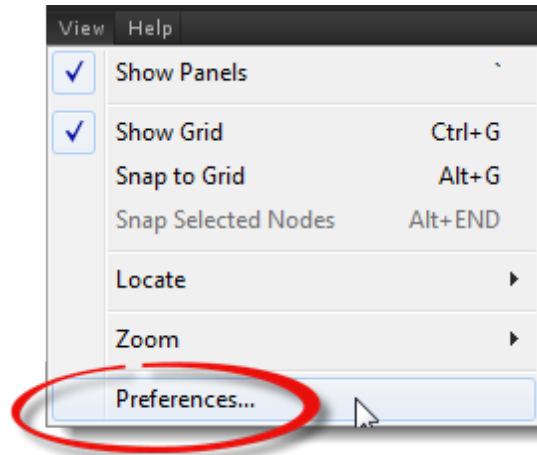 View Help
Show Panels `
Show Grid Ctrl+G
Snap to Grid Alt+G
Snap Selected Nodes Alt+END
Locate
Zoom
Preferences...